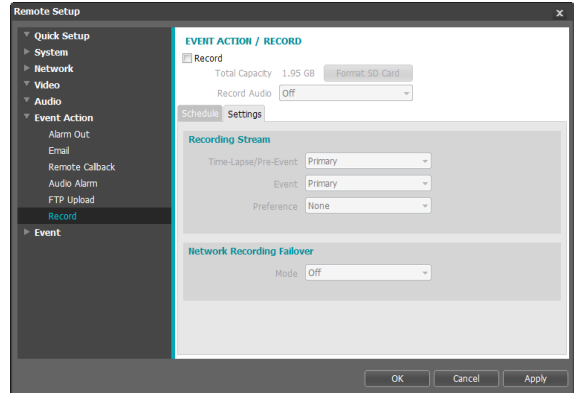 Remote Setup
x
Quick Setup
System
Network
Video
Audio
Event Action
Alarm Out
Email
Remote Callback
Audio Alarm
FTP Upload
Record
Event
EVENT ACTION / RECORD
Record
Total Capacity 1.95 GB Format SD Card
Record Audio Off
Schedule Settings
Recording Stream
Time-Lapse/Pre-Event Primary
Event Primary
Preference None
Network Recording Failover
Mode Off
OK Cancel Apply